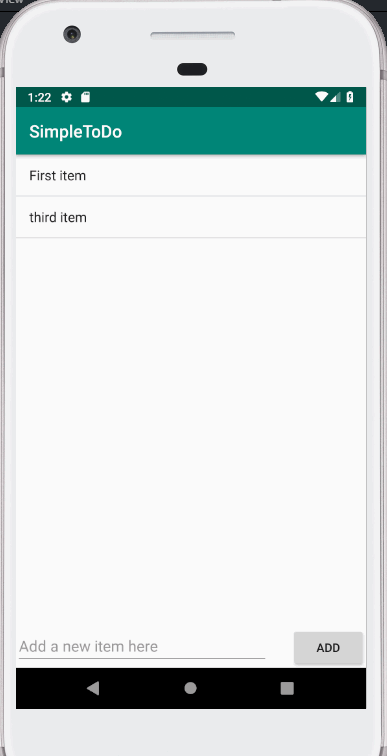 1:22
SimpleToDo
First item
third item
Add a new item here
ADD